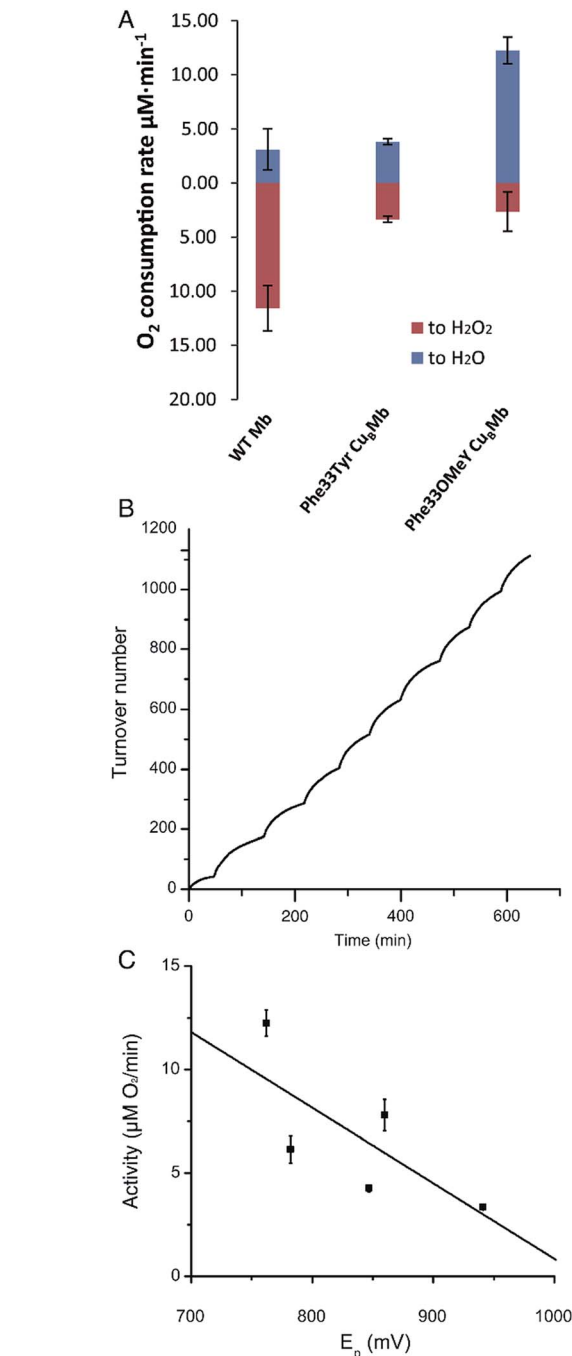 A
O₂ consumption rate µM·min⁻¹
15.00
10.00
5.00
0.00
5.00
10.00
15.00
20.00
to H2O2
to H2O
WT Mb
Phe33Tyr CuBMb
Phe33OMeY CuBMb
B
Turnover number
1200
1000
800
600
400
200
0
0 200 400 600
Time (min)
C
Activity (µM O₂/min)
15
10
5
0
700 800 900 1000
Ep (mV)